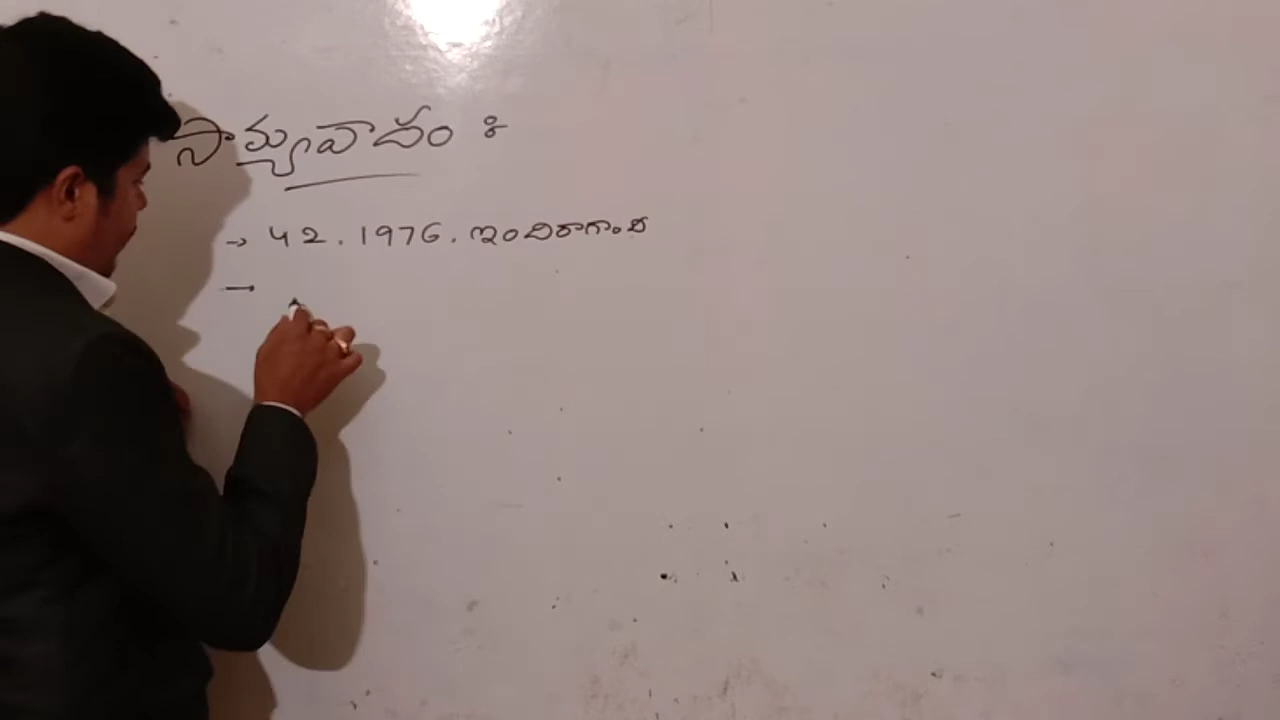 సామ్యవాదం :-
→ 42. 1976. ఇందిరాగాంధీ
→